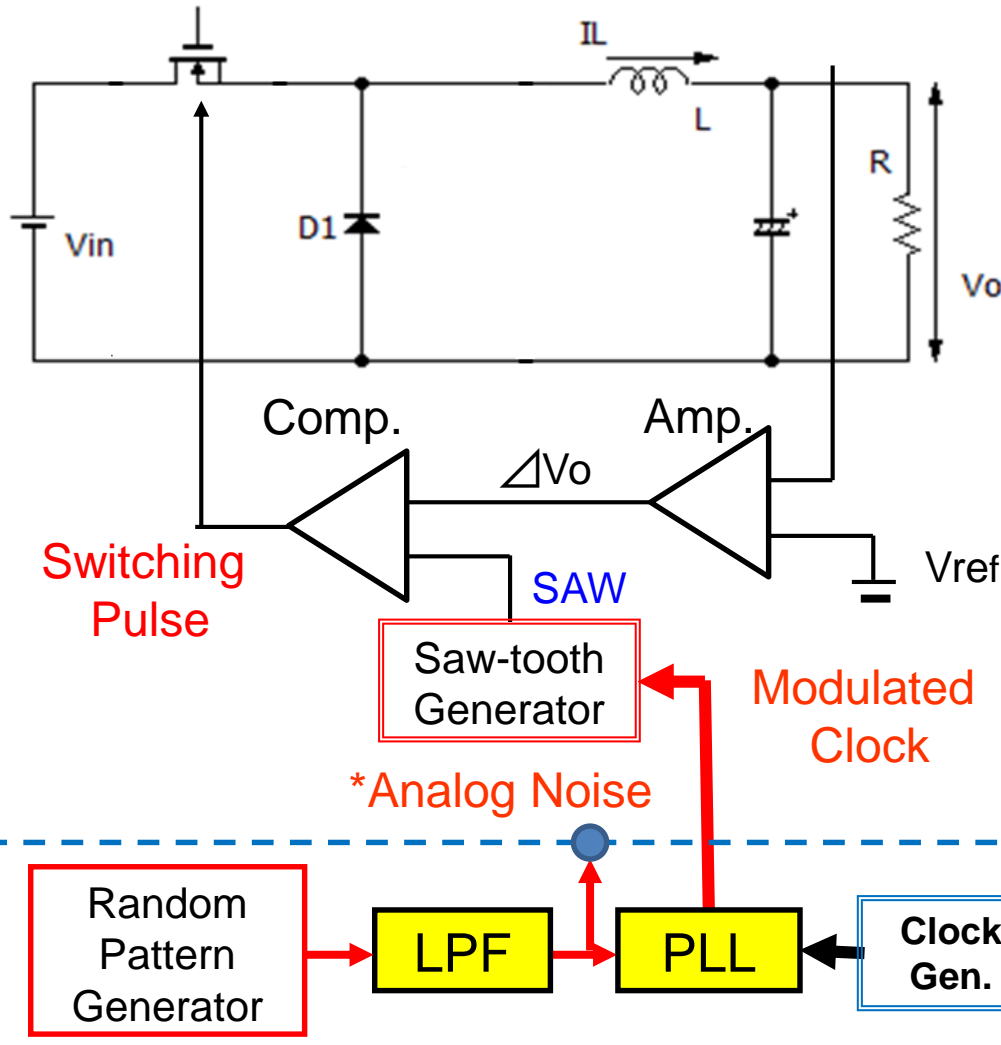 IL
L
R
D1
Vin
Vo
Comp.
Amp.
⊿Vo
Switching
Pulse
SAW
Vref
Saw-tooth
Generator
Modulated
Clock
*Analog Noise
Random
Pattern
Generator
LPF
PLL
Clock
Gen.